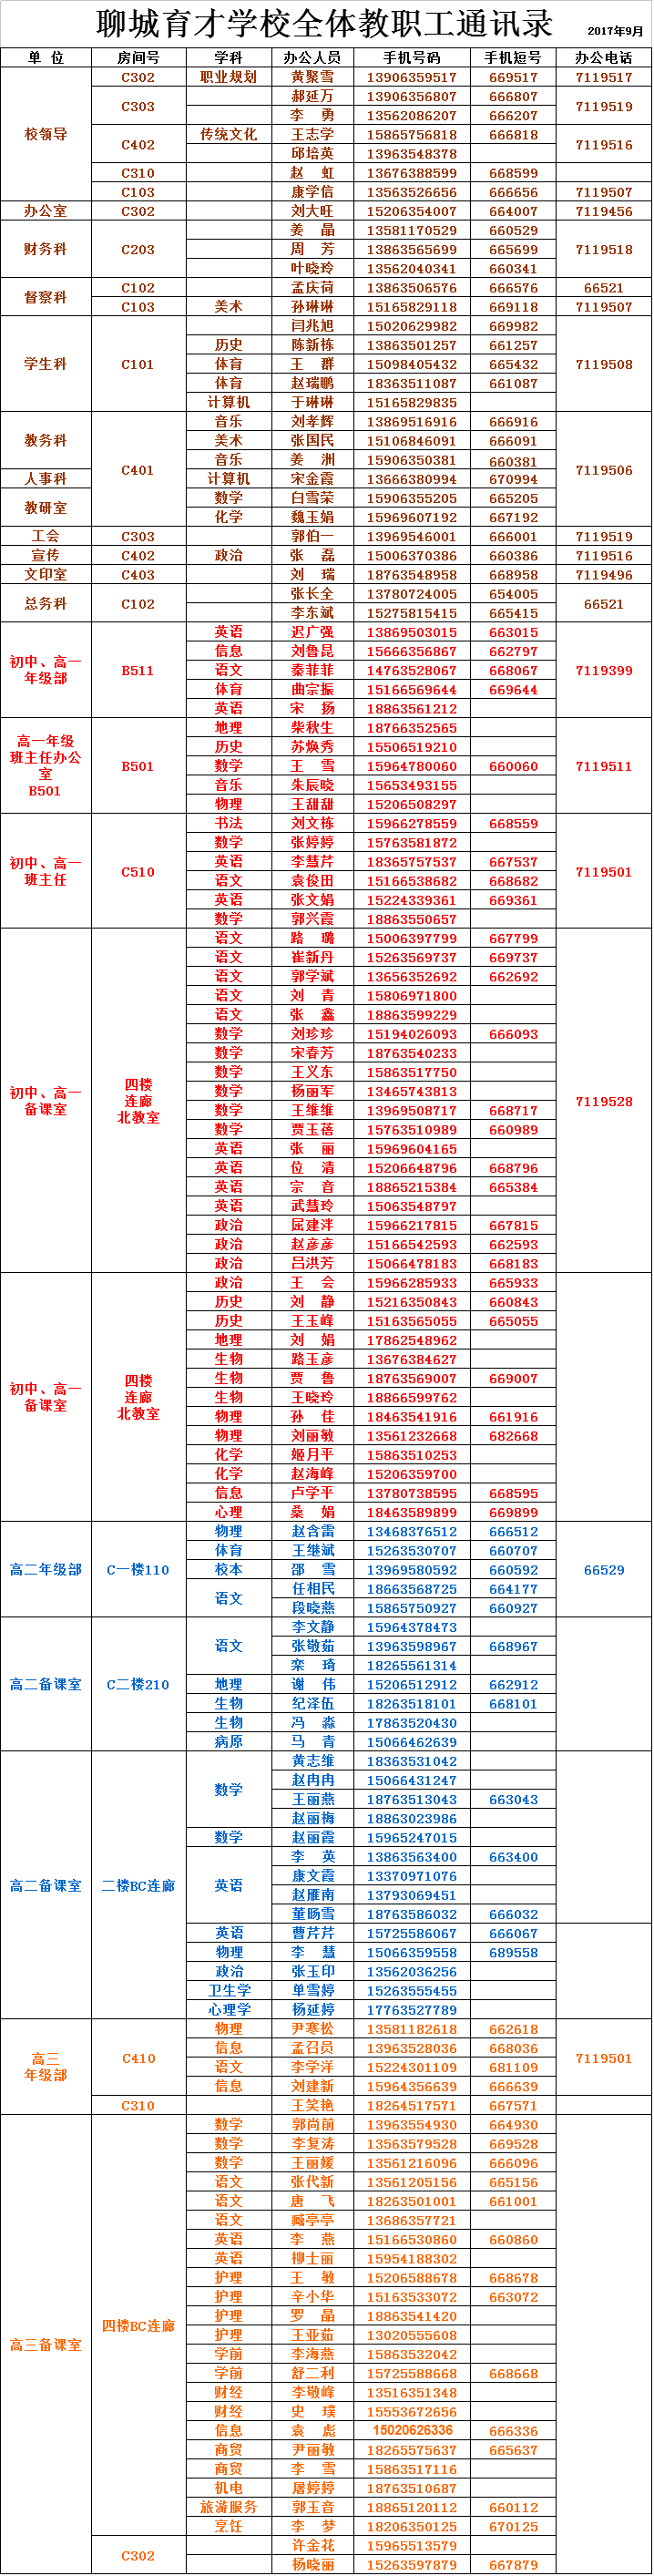 聊城育才学校全体教职工通讯录 2017年9月
单 位 房间号 学科 办公人员 手机号码 手机短号 办公电话
校领导 C302 职业规划 黄聚雪 13906359517 669517 7119517
C303 郝延万 13906356807 666807 7119519
李 勇 13562086207 666207
C402 传统文化 王志学 15865756818 666818 7119516
邱培英 13963548378
C310 赵 虹 13676388599 668599
C103 康学信 13563526656 666656 7119507
办公室 C302 刘大旺 15206354007 664007 7119456
财务科 C203 姜 晶 13581170529 660529 7119518
周 芳 13863565699 665699
叶晓玲 13562040341 660341
督察科 C102 孟庆荷 13863506576 666576 66521
C103 美术 孙琳琳 15165829118 669118 7119507
学生科 C101 闫兆旭 15020629982 669982 7119508
历史 陈新栋 13863501257 661257
体育 王 群 15098405432 665432
体育 赵瑞鹏 18363511087 661087
计算机 于琳琳 15165829835
教务科 C401 音乐 刘孝辉 13869516916 666916 7119506
美术 张国民 15106846091 666091
音乐 姜 洲 15906350381 660381
人事科 计算机 宋金霞 13666380994 670994
教研室 数学 白雪荣 15906355205 665205
化学 魏玉娟 15969607192 667192
工会 C303 郭伯一 13969546001 666001 7119519
宣传 C402 政治 张 磊 15006370386 660386 7119516
文印室 C403 刘 瑞 18763548958 668958 7119496
总务科 C102 张长全 13780724005 654005 66521
李东斌 15275815415 665415
初中、高一
年级部 B511 英语 迟广强 13869503015 663015 7119399
信息 刘鲁昆 15666356867 662797
语文 秦菲菲 14763528067 668067
体育 曲宗振 15166569644 669644
英语 宋 扬 18863561212
高一年级
班主任办公
室
B501 B501 地理 柴秋生 18766352565 7119511
历史 苏焕秀 15506519210
数学 王 雪 15964780060 660060
音乐 朱辰晓 15653493155
物理 王甜甜 15206508297
初中、高一
班主任 C510 书法 刘文栋 15966278559 668559 7119501
数学 张婷婷 15763581872
英语 李慧芹 18365757537 667537
语文 袁俊田 15166538682 668682
英语 张文娟 15224339361 669361
数学 郭兴霞 18863550657
初中、高一
备课室 四楼
连廊
北教室 语文 路 璐 15006397799 667799 7119528
语文 崔新丹 15263569737 669737
语文 郭学斌 13656352692 662692
语文 刘 青 15806971800
语文 张 鑫 18863599229
数学 刘珍珍 15194026093 666093
数学 宋春芳 18763540233
数学 王义东 15863517750
数学 杨丽军 13465743813
数学 王维维 13969508717 668717
数学 贾玉蓓 15763510989 660989
英语 张 丽 15969604165
英语 位 清 15206648796 668796
英语 宗 音 18865215384 665384
英语 武慧玲 15063548797
政治 屈建泮 15966217815 667815
政治 赵彦彦 15166542593 662593
政治 吕洪芳 15066478183 668183
初中、高一
备课室 四楼
连廊
北教室 政治 王 会 15966285933 665933
历史 刘 静 15216350843 660843
历史 王玉峰 15163565055 665055
地理 刘 娟 17862548962
生物 路玉彦 13676384627
生物 贾 鲁 18763569007 669007
生物 王晓玲 18866599762
物理 孙 佳 18463541916 661916
物理 刘丽敏 13561232668 682668
化学 姬月平 15863510253
化学 赵海峰 15206359700
信息 卢学平 13780738595 668595
心理 桑 娟 18463589899 669899
高二年级部 C一楼110 物理 赵含雷 13468376512 666512 66529
体育 王继斌 15263530707 660707
校本 邵 雪 13969580592 660592
语文 任相民 18663568725 664177
段晓燕 15865750927 660927
高二备课室 C二楼210 语文 李文静 15964378473
张敬茹 13963598967 668967
栾 琦 18265561314
地理 谢 伟 15206512912 662912
生物 纪泽伍 18263518101 668101
生物 冯 淼 17863520430
病原 马 青 15066462639
高二备课室 二楼BC连廊 数学 黄志维 18363531042
赵冉冉 15066431247
王丽燕 18763513043 663043
赵丽梅 18863023986
数学 赵丽霞 15965247015
英语 李 英 13863563400 663400
康文霞 13370971076
赵雁南 13793069451
董旸雪 18763586032 666032
英语 曹芹芹 15725586067 666067
物理 李 慧 15066359558 689558
政治 张玉印 13562036256
卫生学 单雪婷 15263555455
心理学 杨延婷 17763527789
高三
年级部 C410 物理 尹寒松 13581182618 662618 7119501
信息 孟召员 13963528036 668036
语文 李学洋 15224301109 681109
信息 刘建新 15964356639 666639
C310 王笑艳 18264517571 667571
高三备课室 四楼BC连廊 数学 郭尚前 13963554930 664930
数学 李复涛 13563579528 669528
数学 王丽媛 13561216096 666096
语文 张代新 13561205156 665156
语文 唐 飞 18263501001 661001
语文 臧亭亭 13686357721
英语 李 燕 15166530860 660860
英语 柳士丽 15954188302
护理 王 敏 15206588678 668678
护理 辛小华 15163533072 663072
护理 罗 晶 18863541420
护理 王亚茹 13020555608
学前 李海燕 15863532042
学前 舒二利 15725588668 668668
财经 李敬峰 13516351348
财经 史 璞 15553672656
信息 袁 彪 15020626336 666336
商贸 尹丽敏 18265575637 665637
商贸 李 雪 15863517116
机电 屠婷婷 18763510687
旅游服务 郭玉音 18865120112 660112
烹饪 李 梦 18206350125 670125
C302 许金花 15965513579
杨晓丽 15263597879 667879